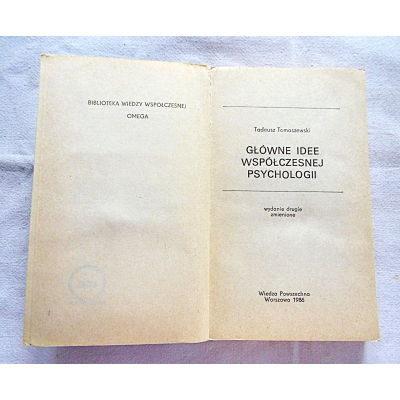 BIBLIOTEKA WIEDZY WSPÓŁCZESNEJ
OMEGA
Tadeusz Tomaszewski
GŁÓWNE IDEE
WSPÓŁCZESNEJ
PSYCHOLOGII
wydanie drugie
zmienione
Wiedza Powszechna
Warszawa 1986